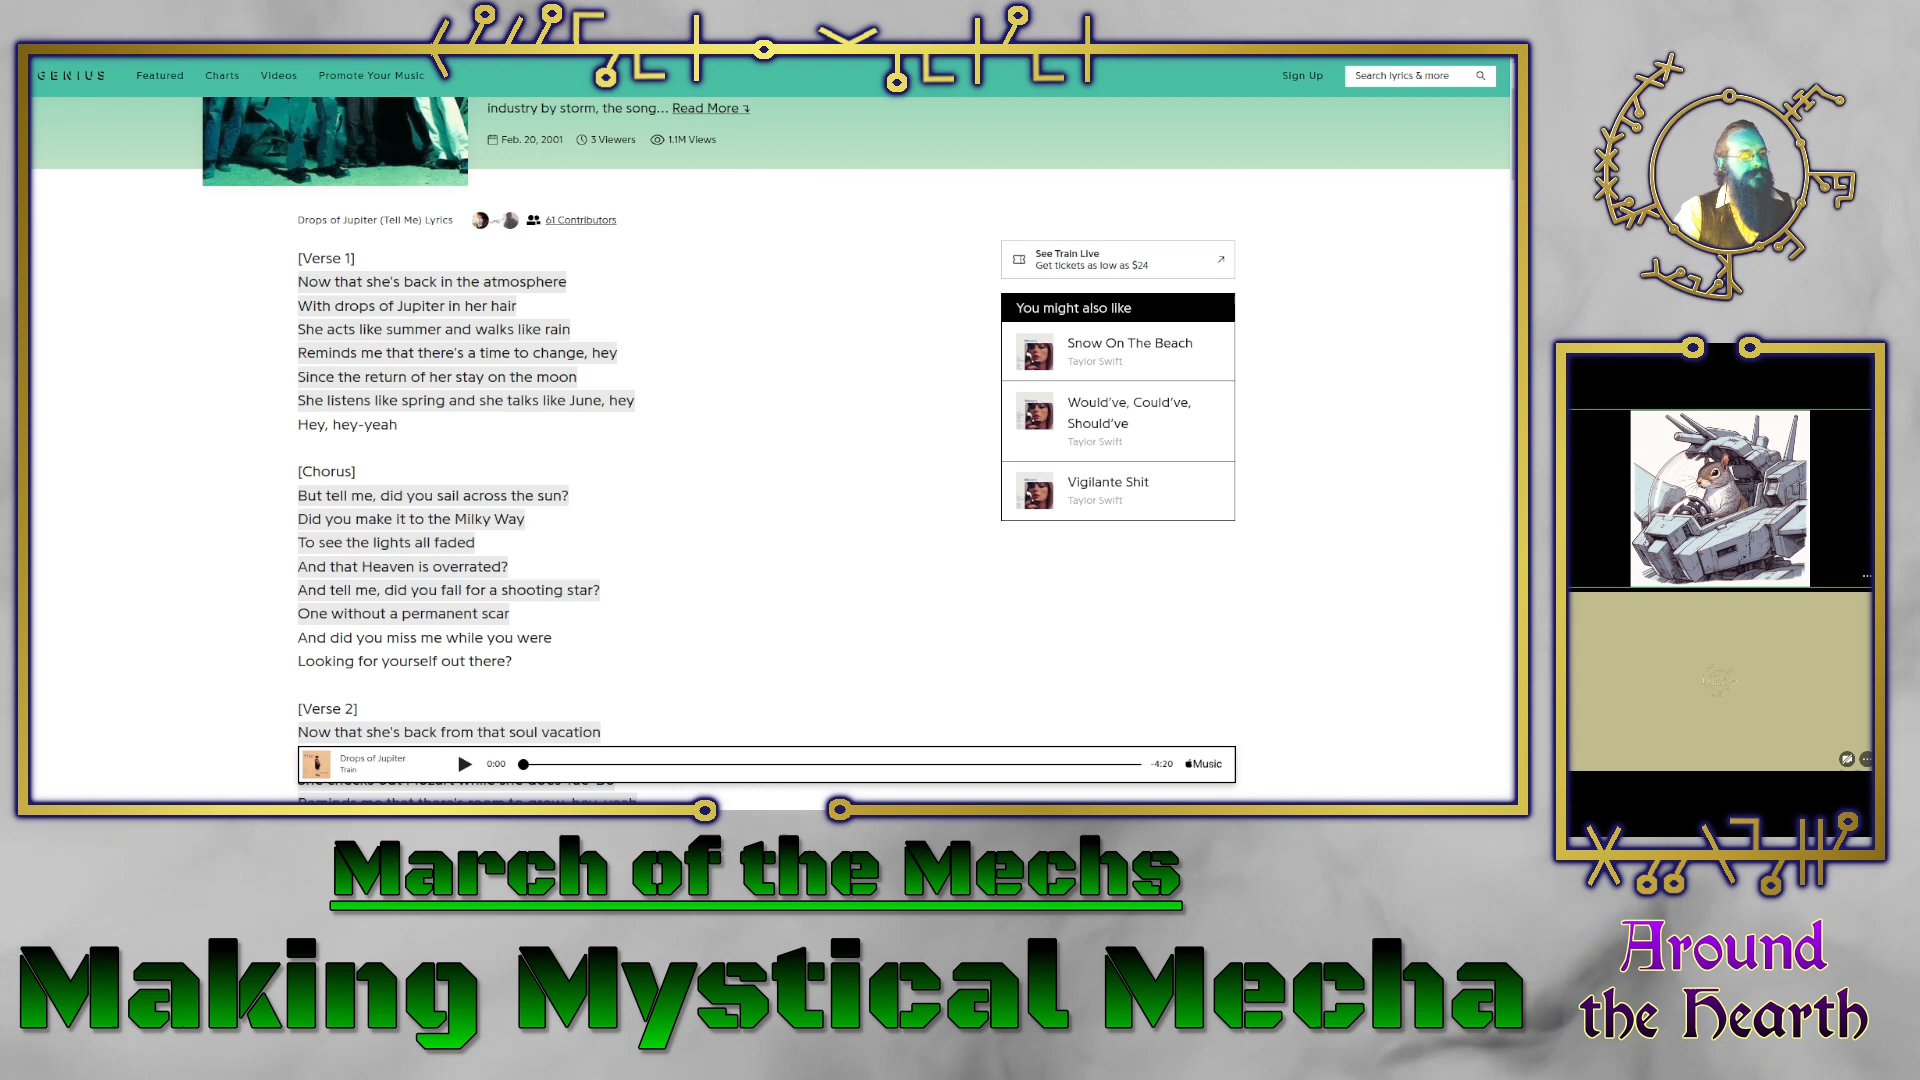 GENIUS
Featured Charts Videos Promote Your Music
Sign Up
Search lyrics & more
industry by storm, the song... Read More
Feb. 20, 2001 3 Viewers 1.1M Views
Drops of Jupiter (Tell Me) Lyrics
61 Contributors
[Verse 1]
Now that she's back in the atmosphere
With drops of Jupiter in her hair
She acts like summer and walks like rain
Reminds me that there's a time to change, hey
Since the return of her stay on the moon
She listens like spring and she talks like June, hey
Hey, hey-yeah
[Chorus]
But tell me, did you sail across the sun?
Did you make it to the Milky Way
To see the lights all faded
And that Heaven is overrated?
And tell me, did you fall for a shooting star?
One without a permanent scar
And did you miss me while you were
Looking for yourself out there?
[Verse 2]
Now that she's back from that soul vacation
See Train Live
Get tickets as low as $24
You might also like
Snow On The Beach
Taylor Swift
Would've, Could've,
Should've
Taylor Swift
Vigilante Shit
Taylor Swift
Drops of Jupiter
Train
0:00
-4:20
Music
March of the Mechs
Making Mystical Mecha
Around
the Hearth